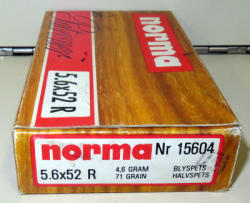 norma
5.6x52 R
norma Nr 15604
5.6x52 R
4,6 GRAM
71 GRAIN
BLYSPETS
HALVSPETS